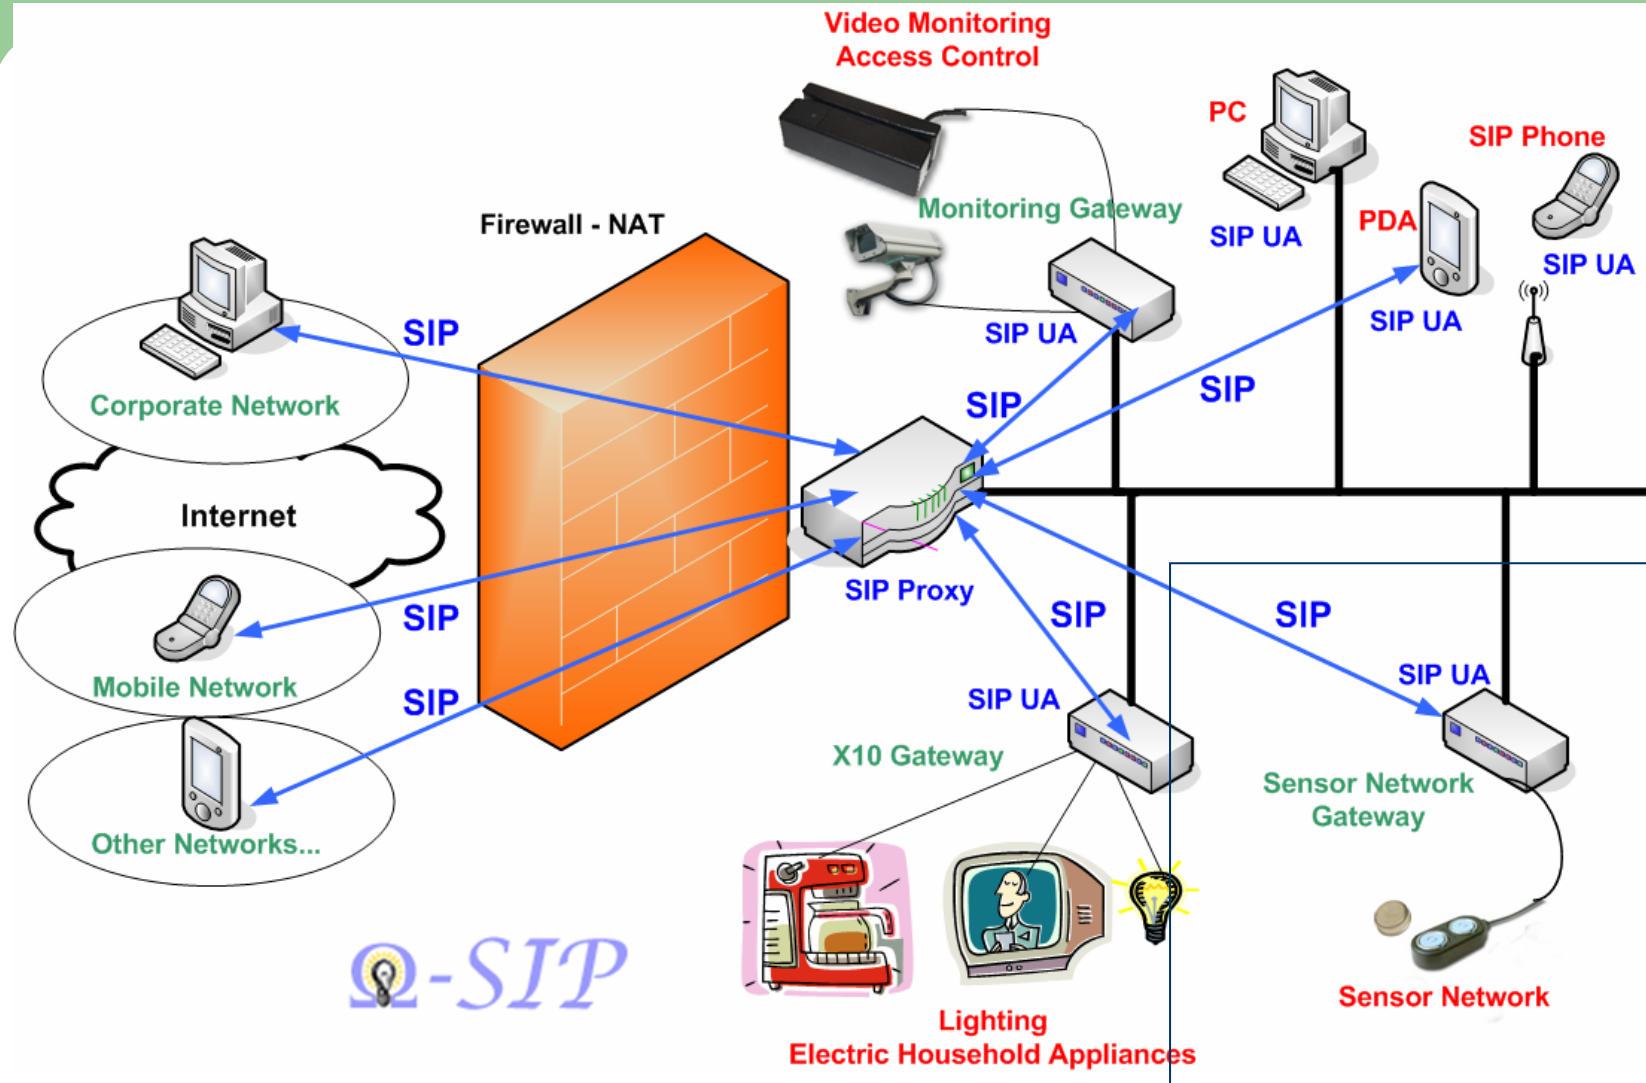 Video Monitoring
Access Control
PC
SIP Phone
Monitoring Gateway
PDA
Firewall - NAT
SIP UA
SIP UA
SIP UA
SIP UA
SIP
SIP
SIP
Corporate Network
Internet
SIP Proxy
SIP
SIP
SIP
SIP UA
Mobile Network
SIP
SIP UA
X10 Gateway
Sensor Network
Gateway
Other Networks...
Ω-SIP
Sensor Network
Lighting
Electric Household Appliances